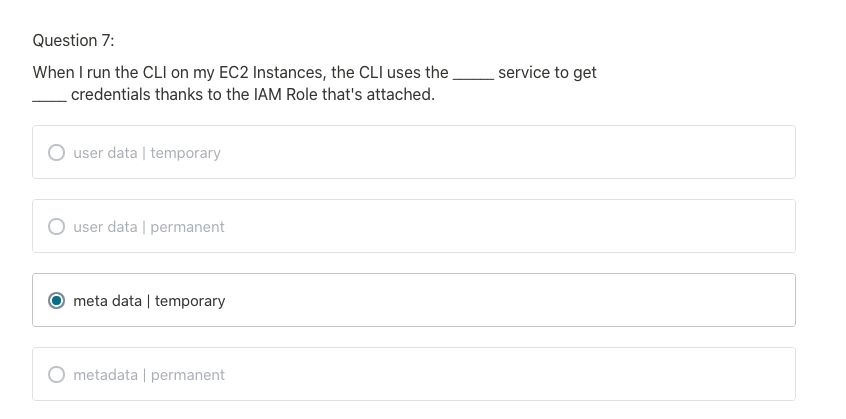 Question 7:
When I run the CLI on my EC2 Instances, the CLI uses the _____ service to get
____ credentials thanks to the IAM Role that's attached.
user data | temporary
user data | permanent
meta data | temporary
metadata | permanent